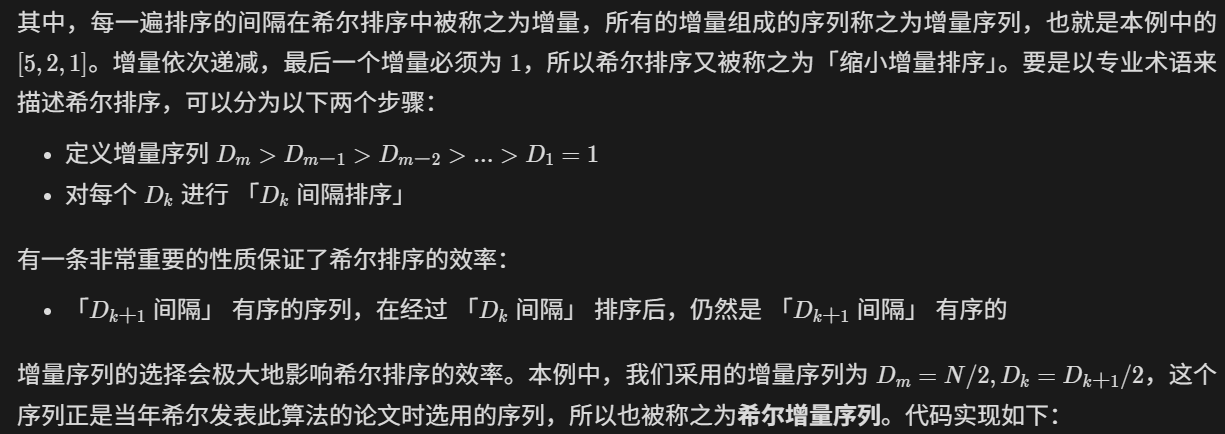 其中，每一遍排序的间隔在希尔排序中被称之为增量，所有的增量组成的序列称之为增量序列，也就是本例中的
[5, 2, 1]。增量依次递减，最后一个增量必须为 1，所以希尔排序又被称之为「缩小增量排序」。要是以专业术语来
描述希尔排序，可以分为以下两个步骤：
• 定义增量序列 Dₘ > Dₘ₋₁ > Dₘ₋₂ > ... > D₁ = 1
• 对每个 Dₖ 进行 「Dₖ 间隔排序」
有一条非常重要的性质保证了希尔排序的效率：
• 「Dₖ₊₁ 间隔」 有序的序列，在经过 「Dₖ 间隔」 排序后，仍然是 「Dₖ₊₁ 间隔」 有序的
增量序列的选择会极大地影响希尔排序的效率。本例中，我们采用的增量序列为 Dₘ = N/2, Dₖ = Dₖ₊₁/2，这个
序列正是当年希尔发表此算法的论文时选用的序列，所以也被称之为希尔增量序列。代码实现如下：